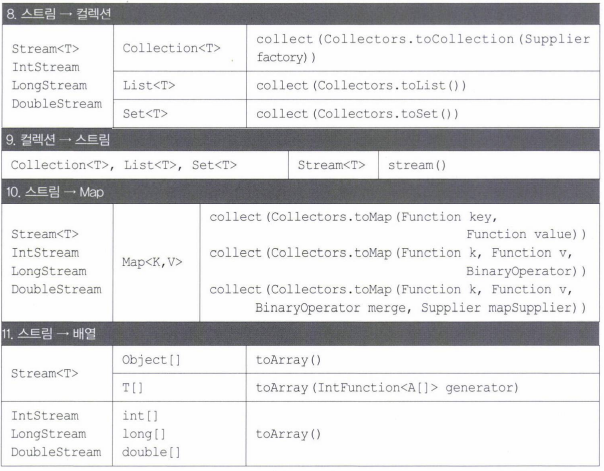 8. 스트림 → 컬렉션
Stream<T>
IntStream
LongStream
DoubleStream
Collection<T>
collect(Collectors.toCollection(Supplier
factory))
List<T>
collect(Collectors.toList())
Set<T>
collect(Collectors.toSet())
9. 컬렉션 → 스트림
Collection<T>, List<T>, Set<T>
Stream<T>
stream()
10. 스트림 → Map
Stream<T>
IntStream
LongStream
DoubleStream
Map<K,V>
collect(Collectors.toMap(Function key,
Function value))
collect(Collectors.toMap(Function k, Function v,
BinaryOperator))
collect(Collectors.toMap(Function k, Function v,
BinaryOperator merge, Supplier mapSupplier))
11. 스트림 → 배열
Stream<T>
Object[]
toArray()
T[]
toArray(IntFunction<A[]> generator)
IntStream
LongStream
DoubleStream
int[]
long[]
double[]
toArray()